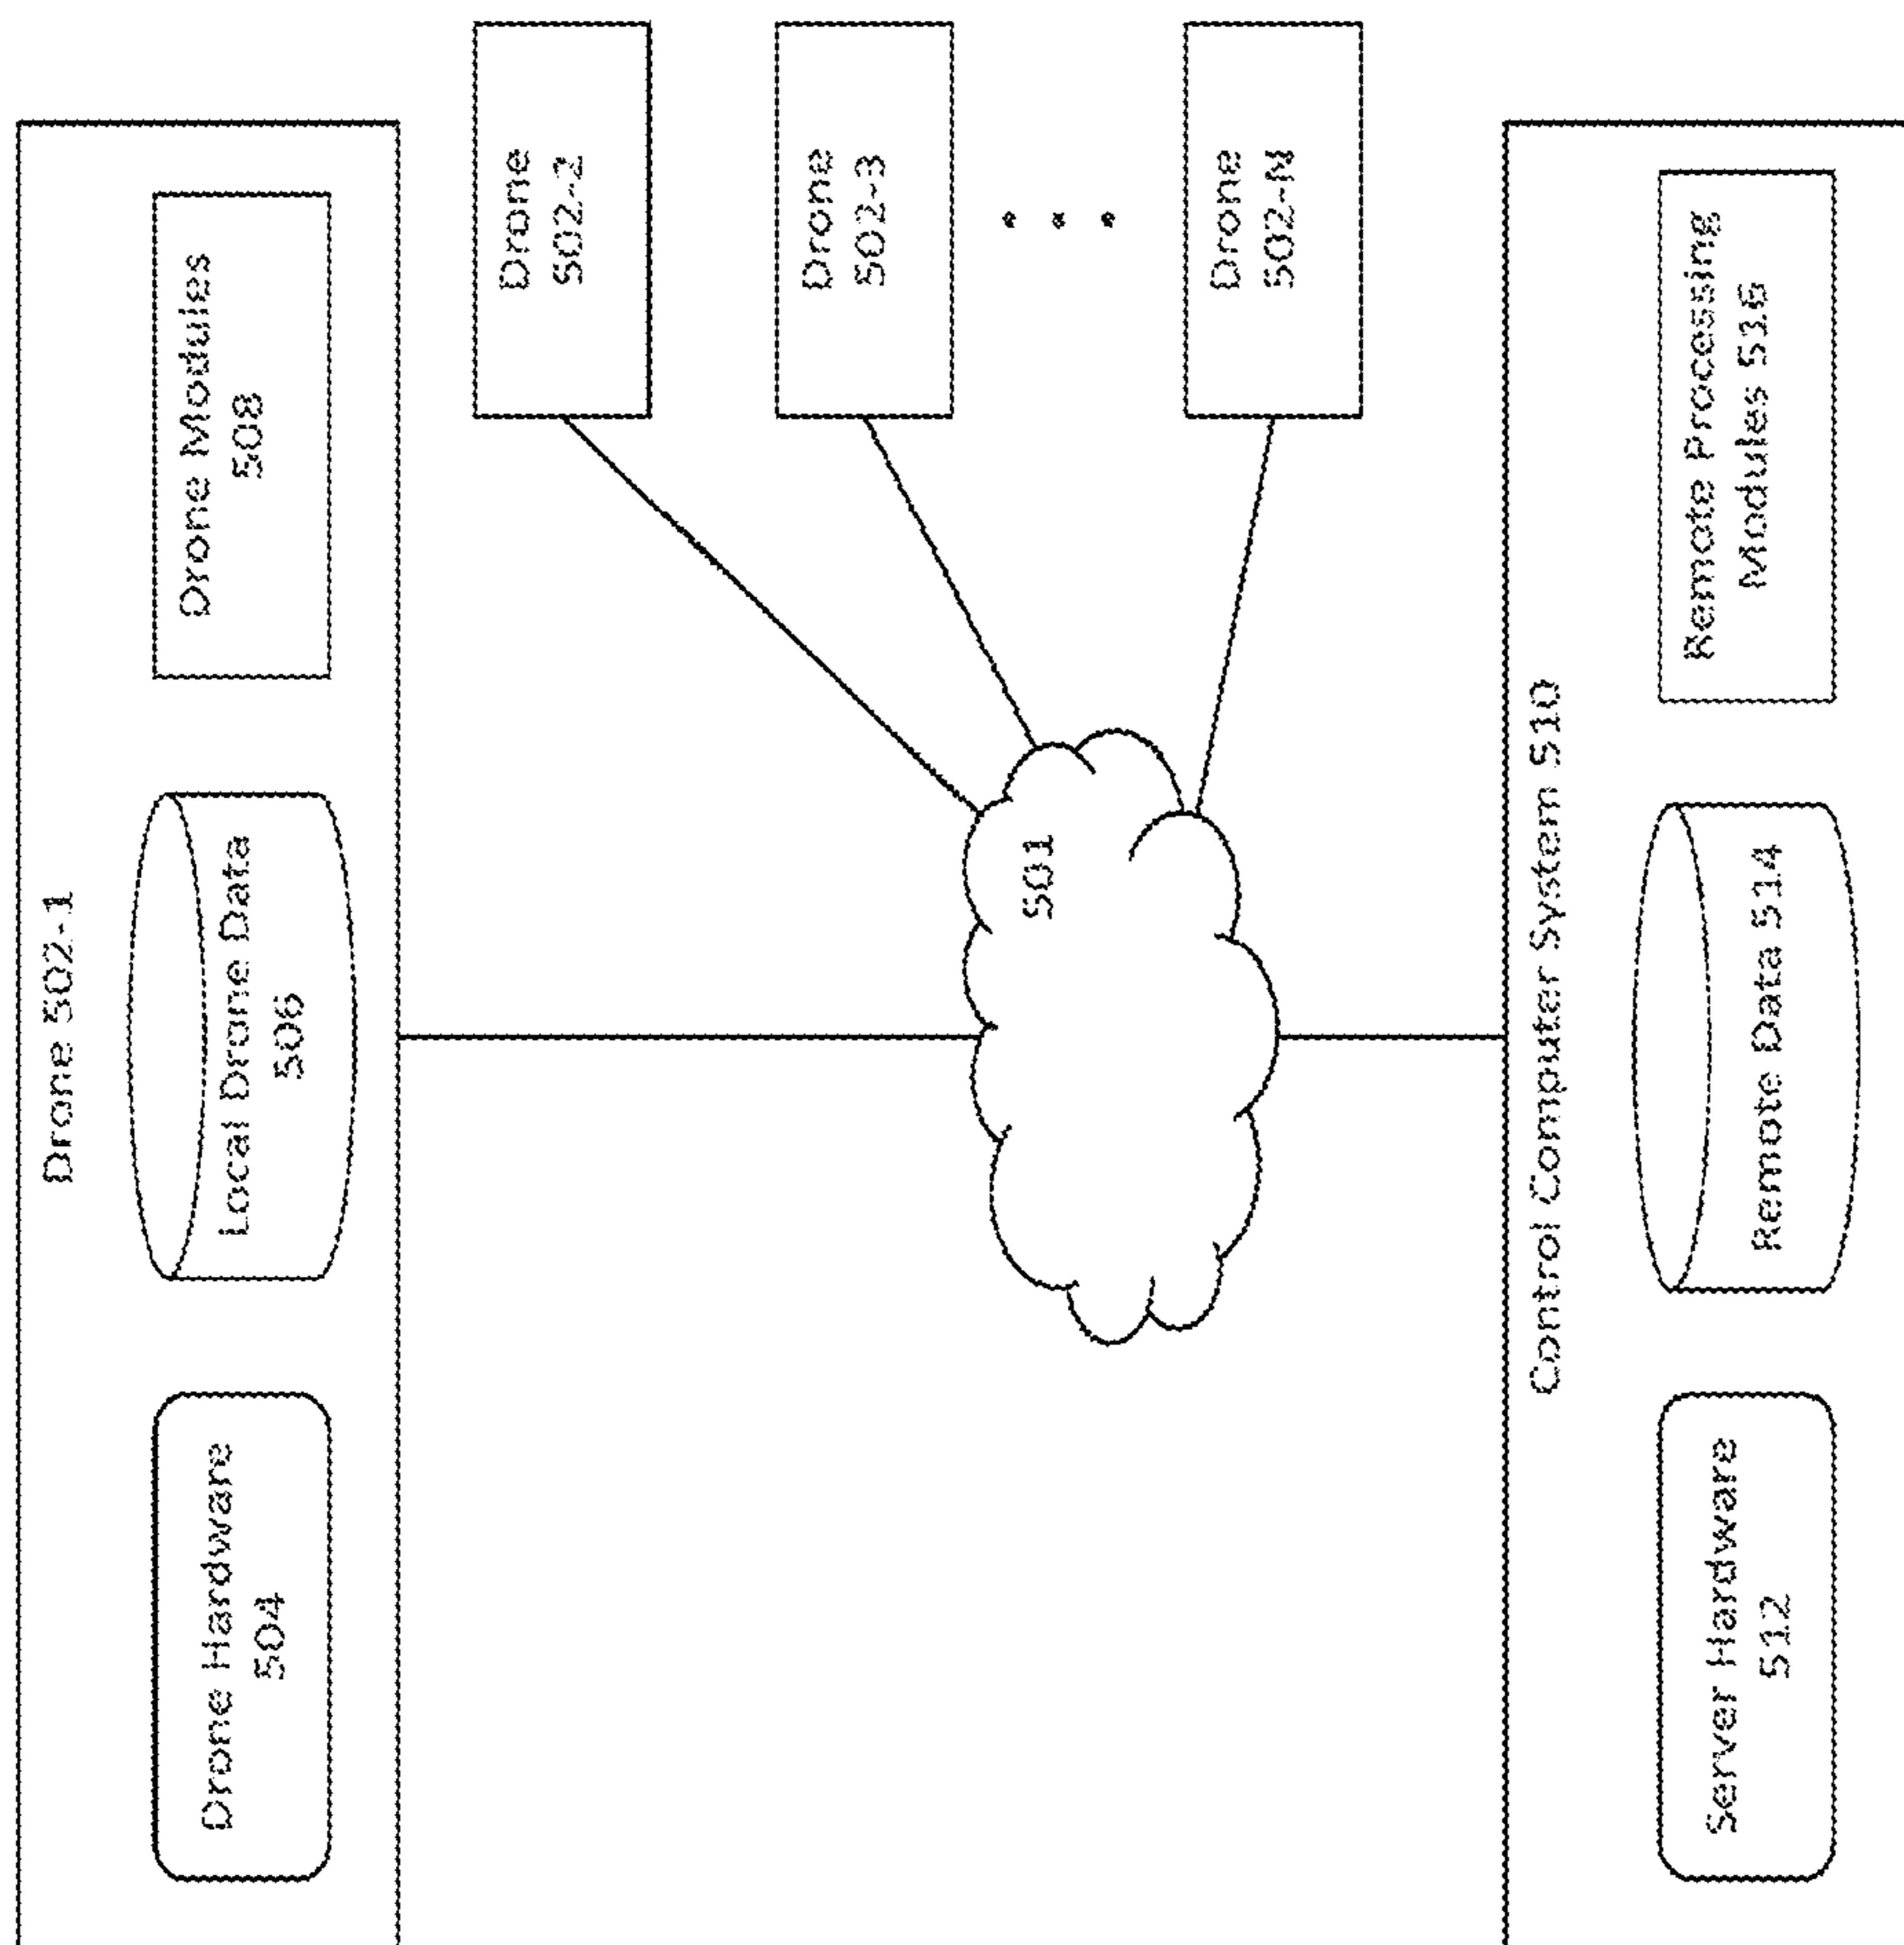 Drone 502-1
Drone Hardware
504
Local Drone Data
506
Drone Modules
508
Drone
502-2
Drone
502-3
Drone
502-N
501
Control Computer System 510
Server Hardware
512
Remote Data 514
Remote Processing
Modules 516